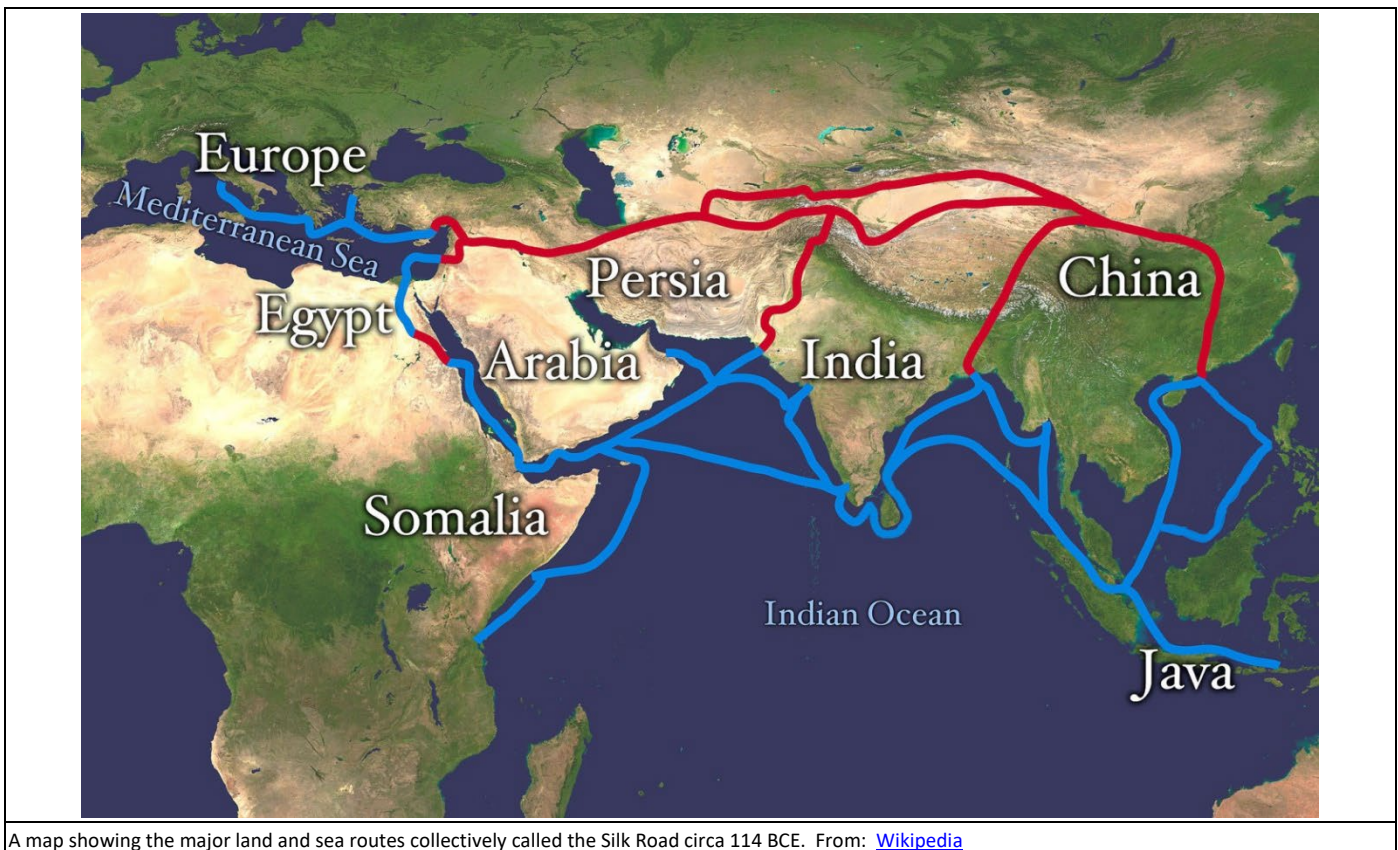 Europe
Mediterranean Sea
Persia
China
Egypt
Arabia
India
Somalia
Indian Ocean
Java
A map showing the major land and sea routes collectively called the Silk Road circa 114 BCE.  From:  Wikipedia